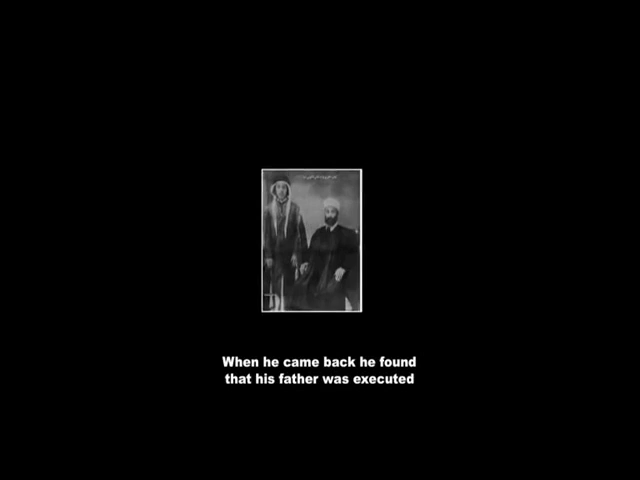 When he came back he found
that his father was executed